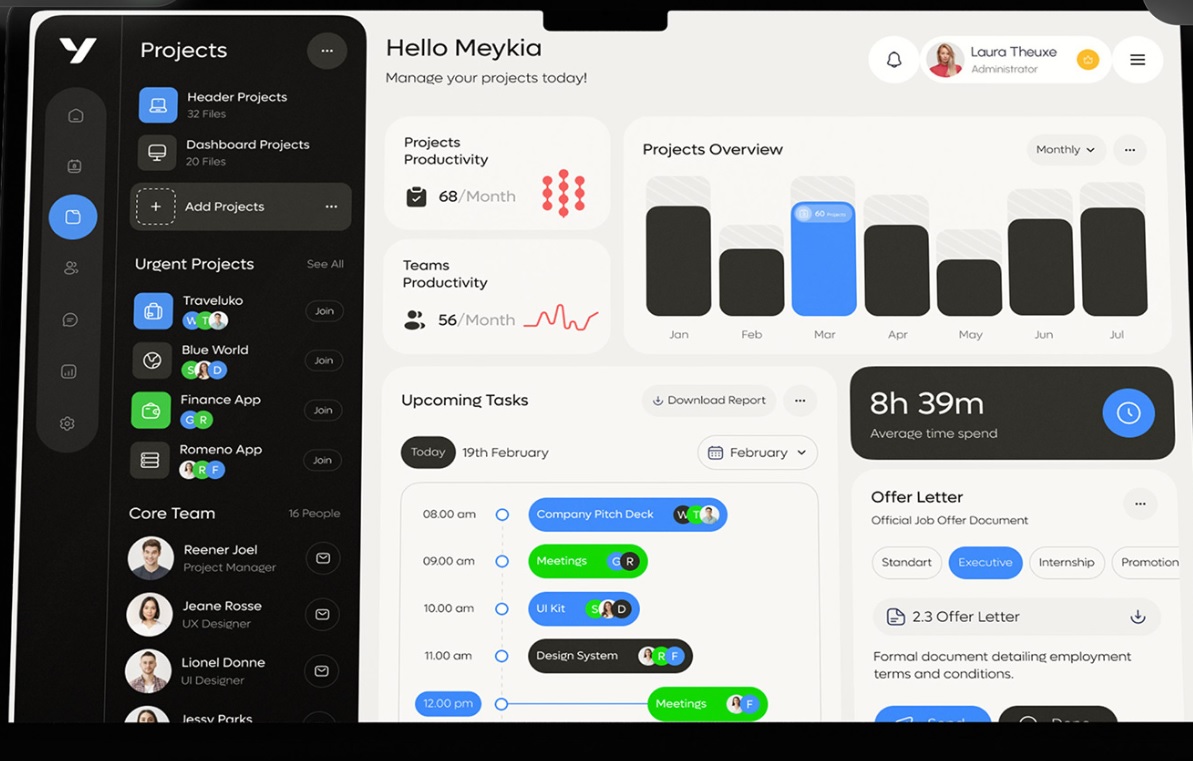 Projects
...
Header Projects
32 Files
Dashboard Projects
20 Files
+ Add Projects ...
Urgent Projects See All
Traveluko
W T
Join
Blue World
S D
Join
Finance App
G R
Join
Romeno App
R F
Join
Core Team 16 People
Reener Joel
Project Manager
Jeane Rosse
UX Designer
Lionel Donne
UI Designer
Jessy Parks
Hello Meykia
Manage your projects today!
Laura Theuxe
Administrator
Projects
Productivity
68/Month
Teams
Productivity
56/Month
Projects Overview
Monthly
...
60 Projects
Jan Feb Mar Apr May Jun Jul
Upcoming Tasks
Download Report
...
Today 19th February
February
08.00 am Company Pitch Deck W T
09.00 am Meetings G R
10.00 am UI Kit S D
11.00 am Design System R F
12.00 pm Meetings F
8h 39m
Average time spend
Offer Letter
...
Official Job Offer Document
Standart Executive Internship Promotion
2.3 Offer Letter
Formal document detailing employment
terms and conditions.